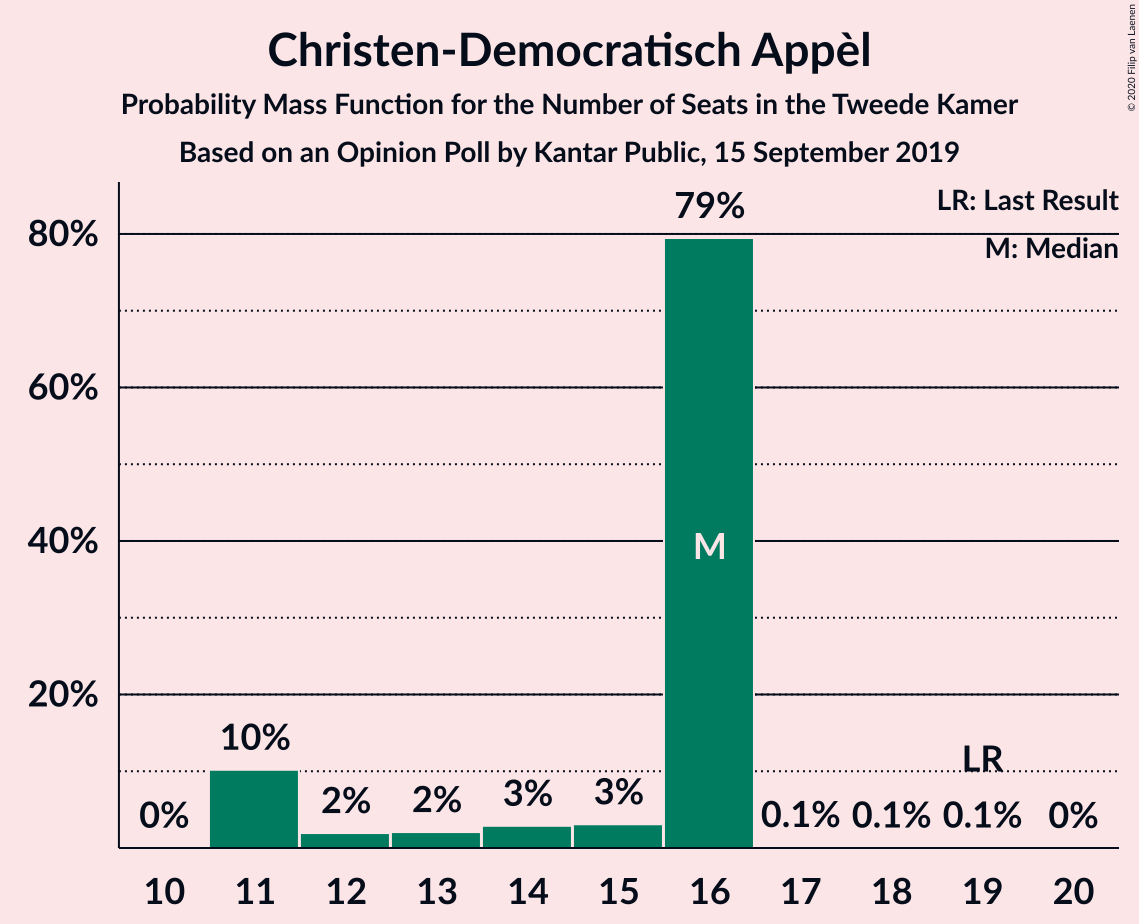 Christen-Democratisch Appèl
Probability Mass Function for the Number of Seats in the Tweede Kamer
Based on an Opinion Poll by Kantar Public, 15 September 2019
© 2020 Filip van Laenen
LR: Last Result
M: Median
80%
60%
40%
20%
0%
10%
2%
2%
3%
3%
79%
M
0.1%
0.1%
LR
0.1%
0%
10 11 12 13 14 15 16 17 18 19 20